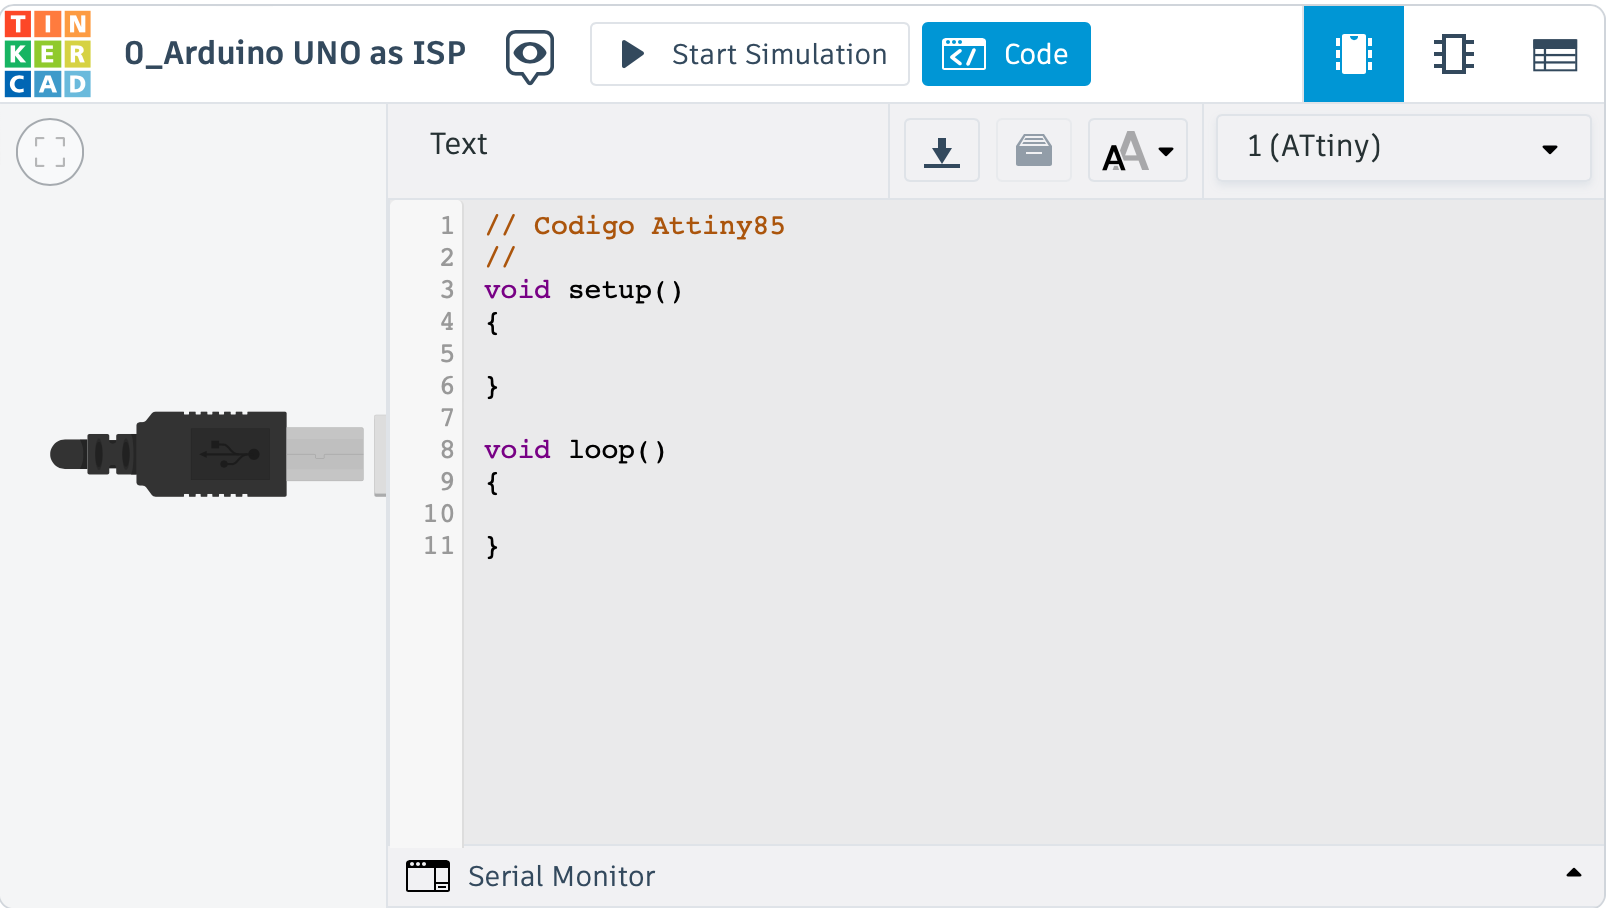 TIN
KER
CAD
0_Arduino UNO as ISP
Start Simulation
Code
Text
AA
1 (ATtiny)
1 // Codigo Attiny85
2 //
3 void setup()
4 {
5
6 }
7
8 void loop()
9 {
10
11 }
Serial Monitor